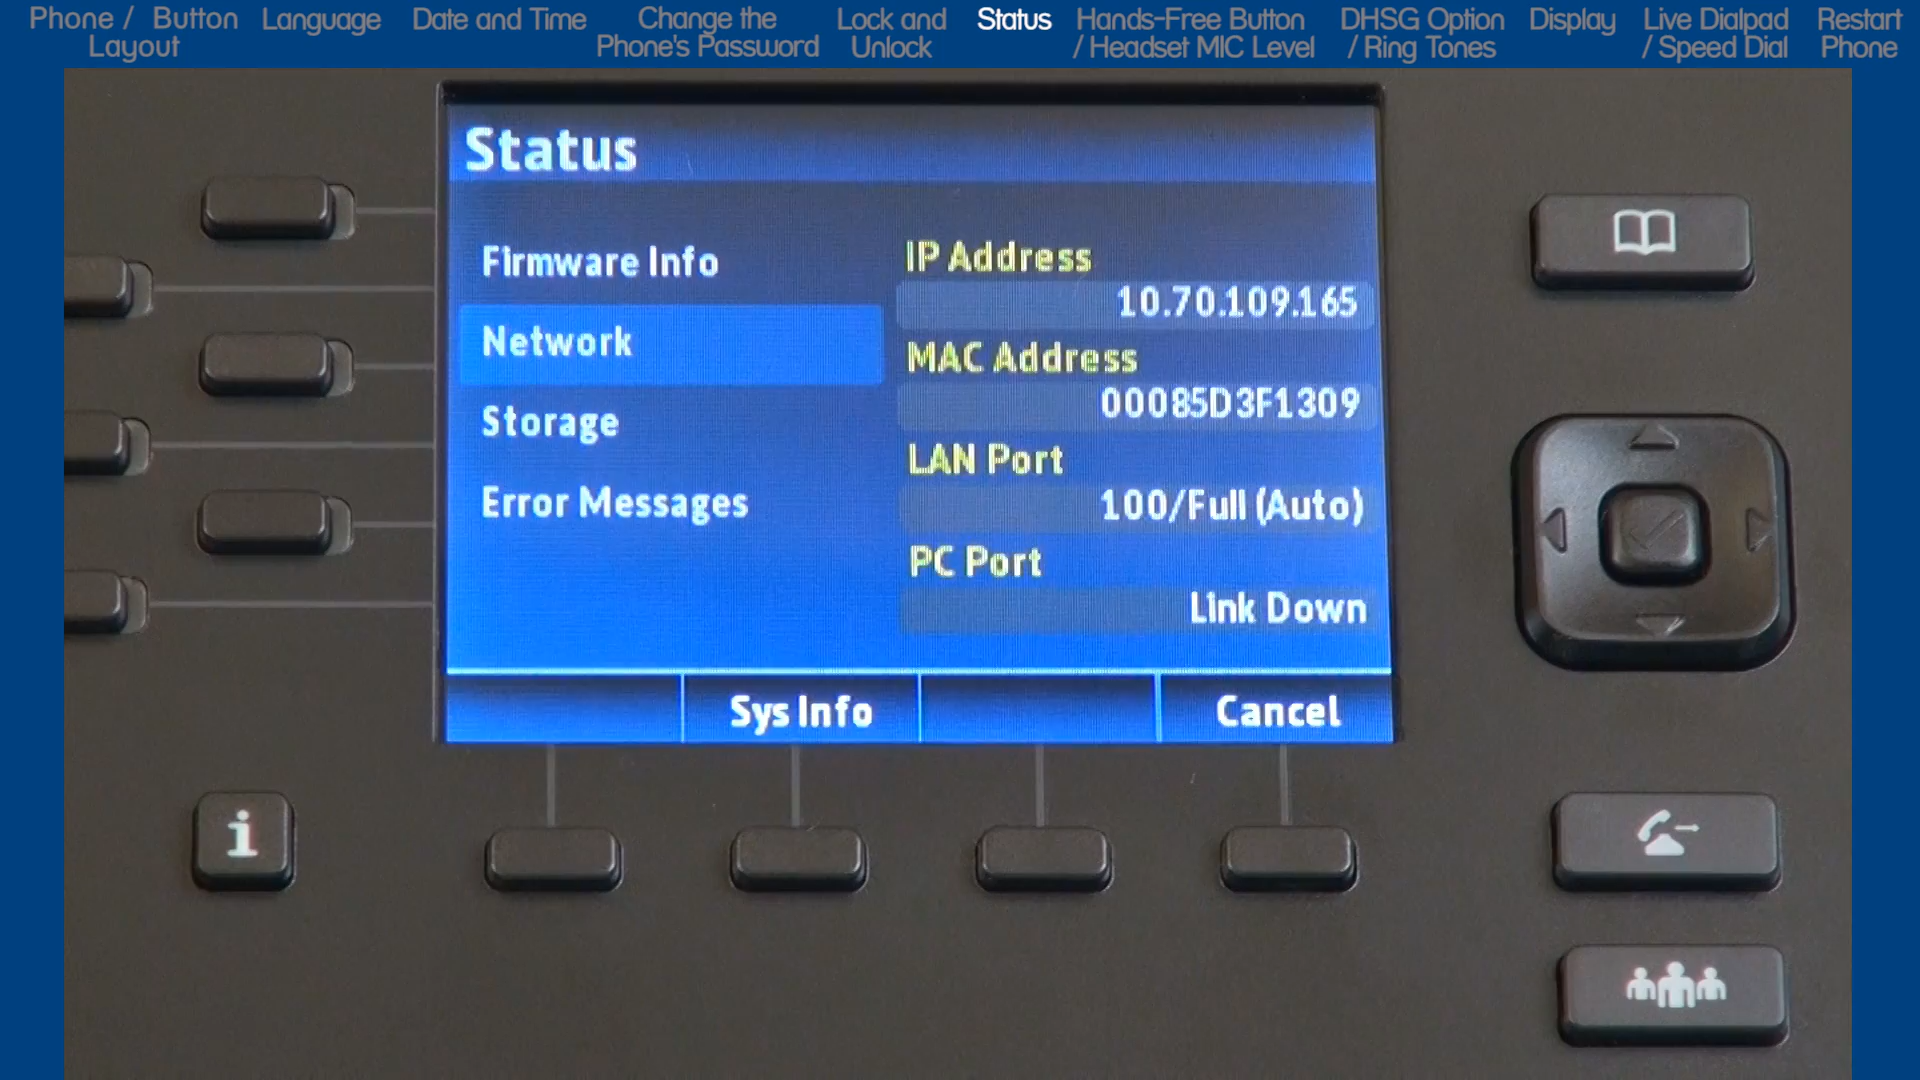 Phone / Button
Layout
Language
Date and Time
Change the
Phone's Password
Lock and
Unlock
Status
Hands-Free Button
/ Headset MIC Level
DHSG Option
/ Ring Tones
Display
Live Dialpad
/ Speed Dial
Restart
Phone
Status
Firmware Info
Network
Storage
Error Messages
IP Address
10.70.109.165
MAC Address
00085D3F1309
LAN Port
100/Full (Auto)
PC Port
Link Down
Sys Info
Cancel
i